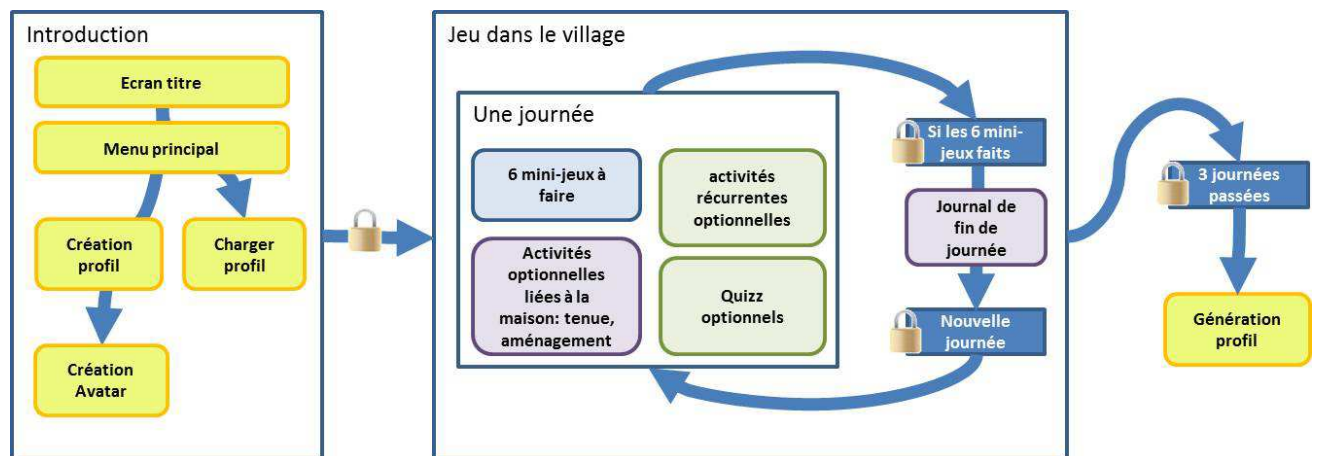 Introduction
Ecran titre
Menu principal
Création
profil
Charger
profil
Création
Avatar
Jeu dans le village
Une journée
6 mini-jeux à
faire
activités
récurrentes
optionnelles
Activités
optionnelles
liées à la
maison: tenue,
aménagement
Quizz
optionnels
Si les 6 mini-
jeux faits
Journal de
fin de
journée
Nouvelle
journée
3 journées
passées
Génération
profil